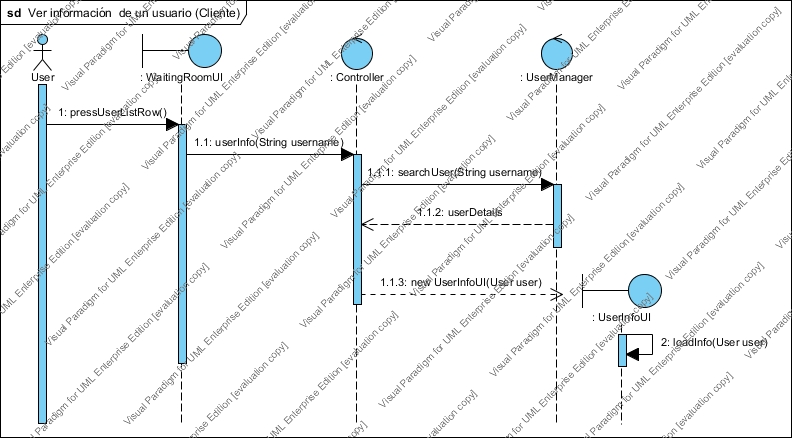 sd Ver información de un usuario (Cliente)
User
: WaitingRoomUI
: Controller
: UserManager
1: pressUserListRow()
1.1: userInfo(String username)
1.1.1: searchUser(String username)
1.1.2: userDetails
1.1.3: new UserInfoUI(User user)
: UserInfoUI
2: loadInfo(User user)
Visual Paradigm for UML Enterprise Edition [evaluation copy]